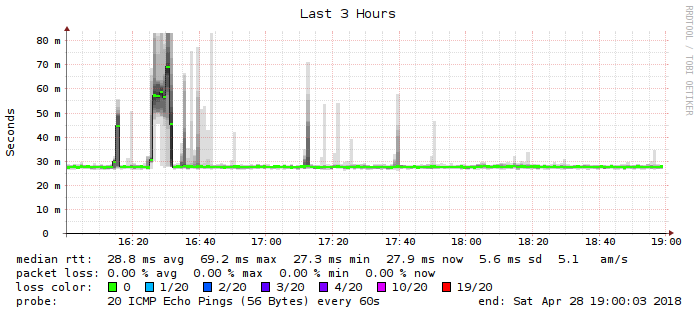 Last 3 Hours
RRDTOOL / TOBI OETIKER
Seconds
80 m
70 m
60 m
50 m
40 m
30 m
20 m
10 m
0
16:20 16:40 17:00 17:20 17:40 18:00 18:20 18:40 19:00
median rtt: 28.8 ms avg 69.2 ms max 27.3 ms min 27.9 ms now 5.6 ms sd 5.1 am/s
packet loss: 0.00 % avg 0.00 % max 0.00 % min 0.00 % now
loss color: 0 1/20 2/20 3/20 4/20 10/20 19/20
probe: 20 ICMP Echo Pings (56 Bytes) every 60s end: Sat Apr 28 19:00:03 2018